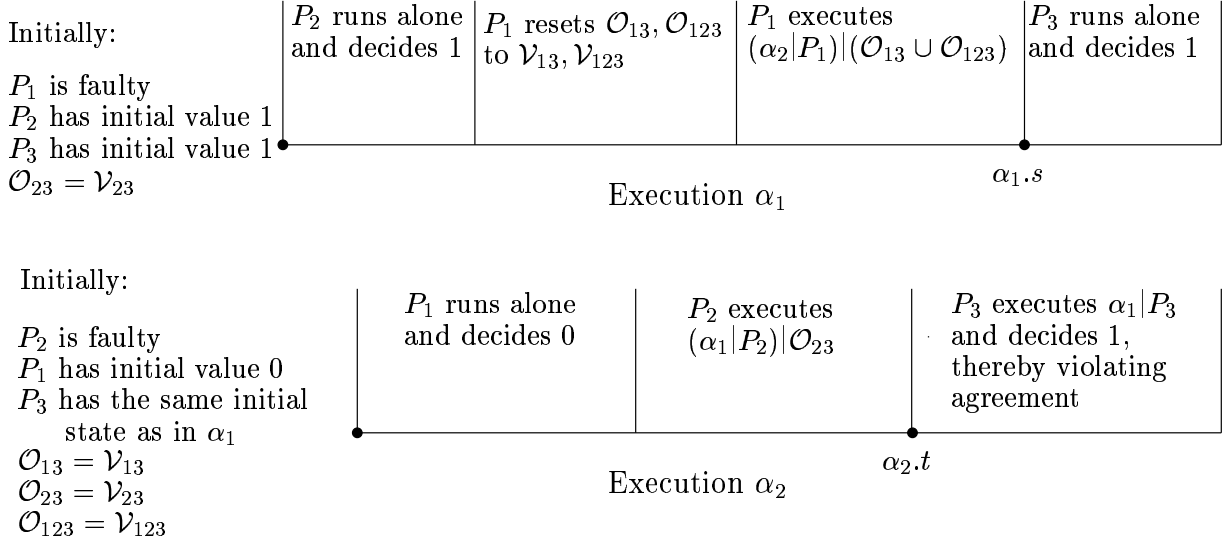 Initially:
P₁ is faulty
P₂ has initial value 1
P₃ has initial value 1
𝒪₂₃ = 𝒱₂₃
P₂ runs alone
and decides 1
P₁ resets 𝒪₁₃, 𝒪₁₂₃
to 𝒱₁₃, 𝒱₁₂₃
P₁ executes
(α₂|P₁)|(𝒪₁₃ ∪ 𝒪₁₂₃)
P₃ runs alone
and decides 1
α₁.s
Execution α₁
Initially:
P₂ is faulty
P₁ has initial value 0
P₃ has the same initial
state as in α₁
𝒪₁₃ = 𝒱₁₃
𝒪₂₃ = 𝒱₂₃
𝒪₁₂₃ = 𝒱₁₂₃
P₁ runs alone
and decides 0
P₂ executes
(α₁|P₂)|𝒪₂₃
P₃ executes α₁|P₃
and decides 1,
thereby violating
agreement
α₂.t
Execution α₂